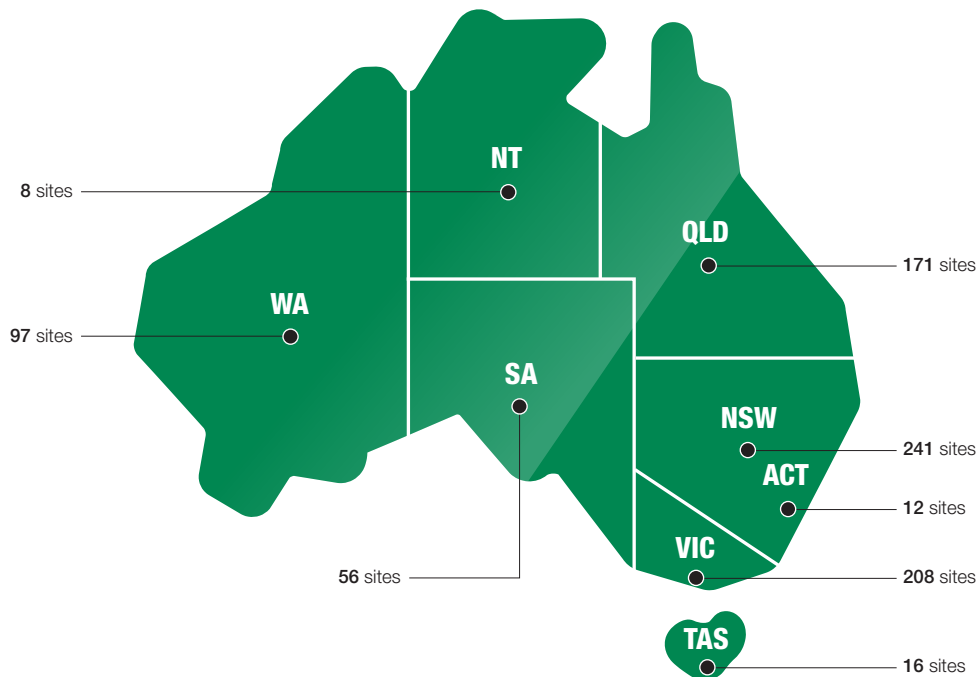 NT
8 sites
QLD
171 sites
WA
97 sites
SA
NSW
241 sites
ACT
12 sites
VIC
56 sites
208 sites
TAS
16 sites